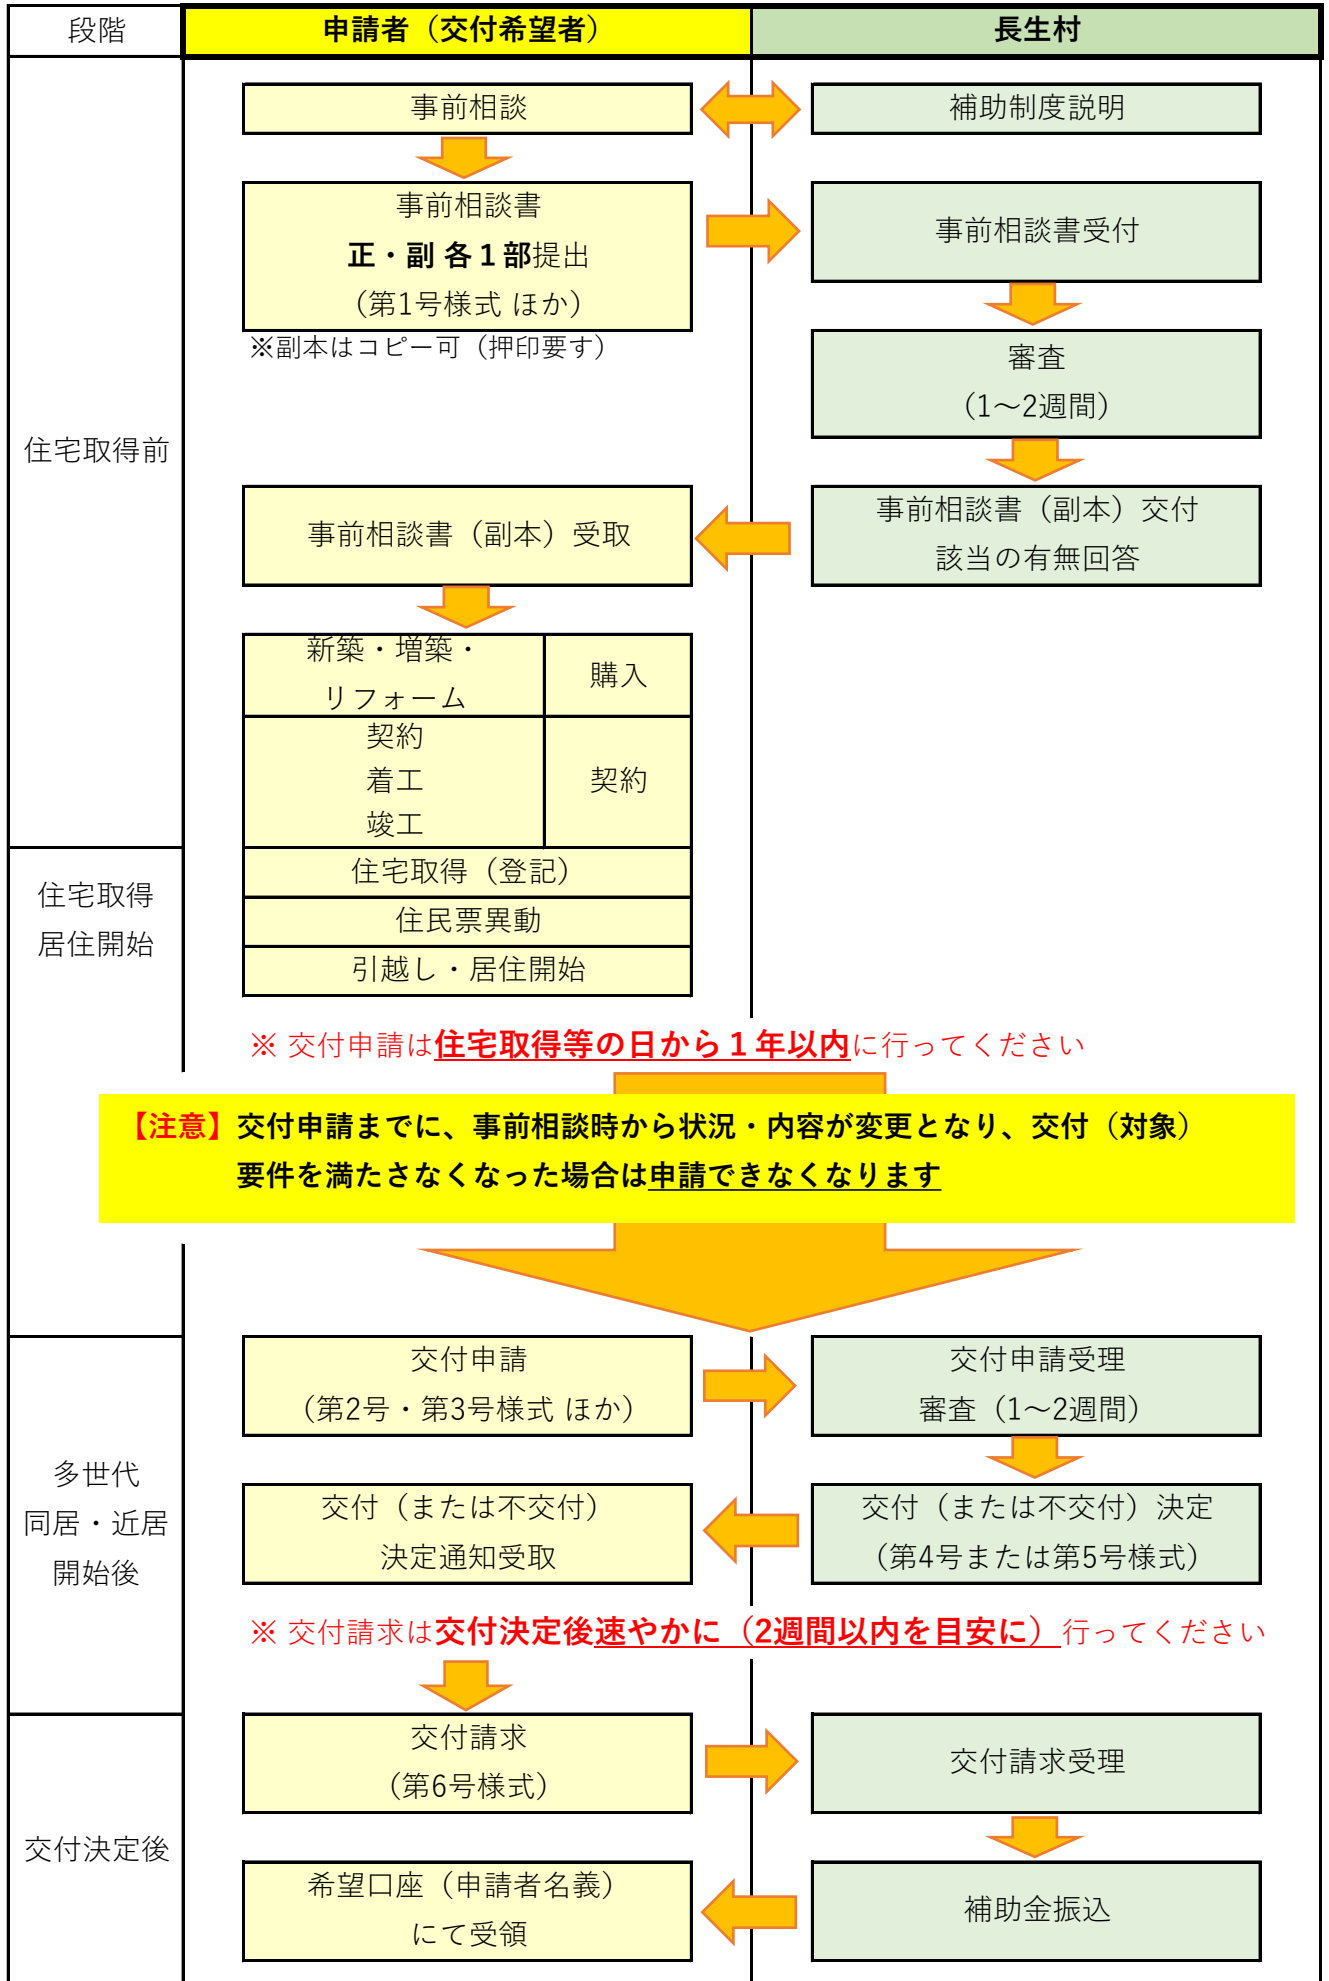 段階
申請者（交付希望者）
長生村
事前相談
補助制度説明
事前相談書
正・副 各１部提出
（第1号様式 ほか）
※副本はコピー可（押印要す）
事前相談書受付
審査
（1～2週間）
住宅取得前
事前相談書（副本）交付
該当の有無回答
事前相談書（副本）受取
新築・増築・
リフォーム
購入
契約
着工
竣工
契約
住宅取得
居住開始
住宅取得（登記）
住民票異動
引越し・居住開始
※ 交付申請は住宅取得等の日から１年以内に行ってください
【注意】交付申請までに、事前相談時から状況・内容が変更となり、交付（対象）
要件を満たさなくなった場合は申請できなくなります
多世代
同居・近居
開始後
交付申請
（第2号・第3号様式 ほか）
交付申請受理
審査（1～2週間）
交付（または不交付）
決定通知受取
交付（または不交付）決定
（第4号または第5号様式）
※ 交付請求は交付決定後速やかに（2週間以内を目安に）行ってください
交付決定後
交付請求
（第6号様式）
交付請求受理
希望口座（申請者名義）
にて受領
補助金振込